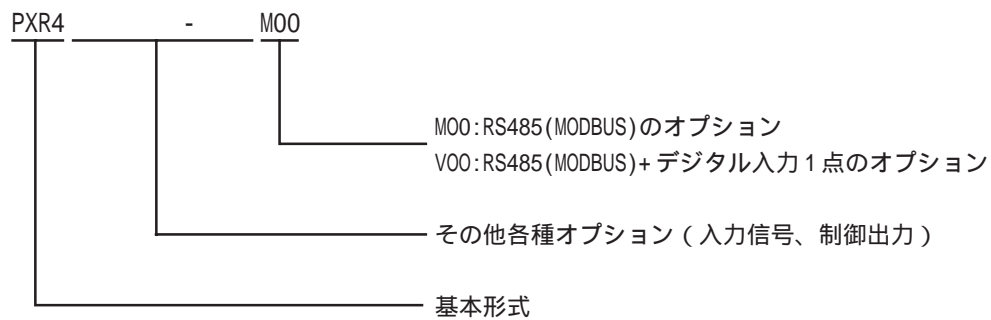 PXR4 - M00
M00:RS485(MODBUS)のオプション
V00:RS485(MODBUS)+デジタル入力1点のオプション
その他各種オプション(入力信号、制御出力)
基本形式